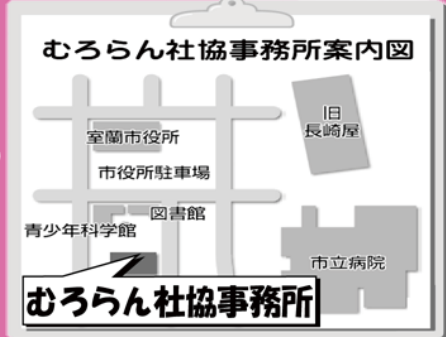 むろらん社協事務所案内図
旧
長崎屋
室蘭市役所
市役所駐車場
図書館
青少年科学館
市立病院
むろらん社協事務所